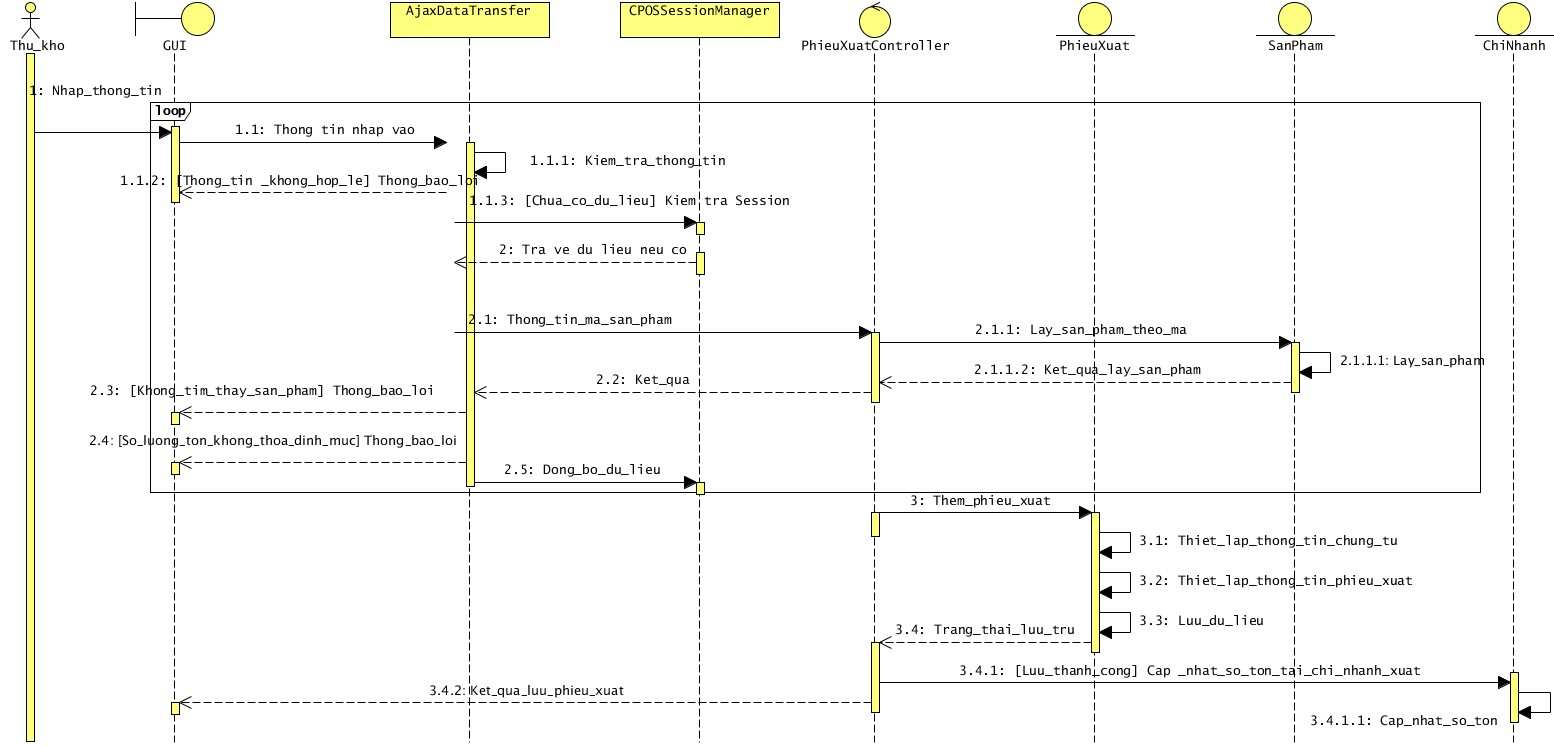 AjaxDataTransfer
CPOSSessionManager
Thu_kho
GUI
PhieuXuatController
PhieuXuat
SanPham
ChiNhanh
1: Nhap_thong_tin
loop
1.1: Thong tin nhap vao
1.1.1: Kiem_tra_thong_tin
1.1.2: [Thong_tin _khong_hop_le] Thong_bao_loi
1.1.3: [Chua_co_du_lieu] Kiem tra Session
2: Tra ve du lieu neu co
2.1: Thong_tin_ma_san_pham
2.1.1: Lay_san_pham_theo_ma
2.1.1.1: Lay_san_pham
2.1.1.2: Ket_qua_lay_san_pham
2.2: Ket_qua
2.3: [Khong_tim_thay_san_pham] Thong_bao_loi
2.4: [So_luong_ton_khong_thoa_dinh_muc] Thong_bao_loi
2.5: Dong_bo_du_lieu
3: Them_phieu_xuat
3.1: Thiet_lap_thong_tin_chung_tu
3.2: Thiet_lap_thong_tin_phieu_xuat
3.3: Luu_du_lieu
3.4: Trang_thai_luu_tru
3.4.1: [Luu_thanh_cong] Cap _nhat_so_ton_tai_chi_nhanh_xuat
3.4.2: Ket_qua_luu_phieu_xuat
3.4.1.1: Cap_nhat_so_ton